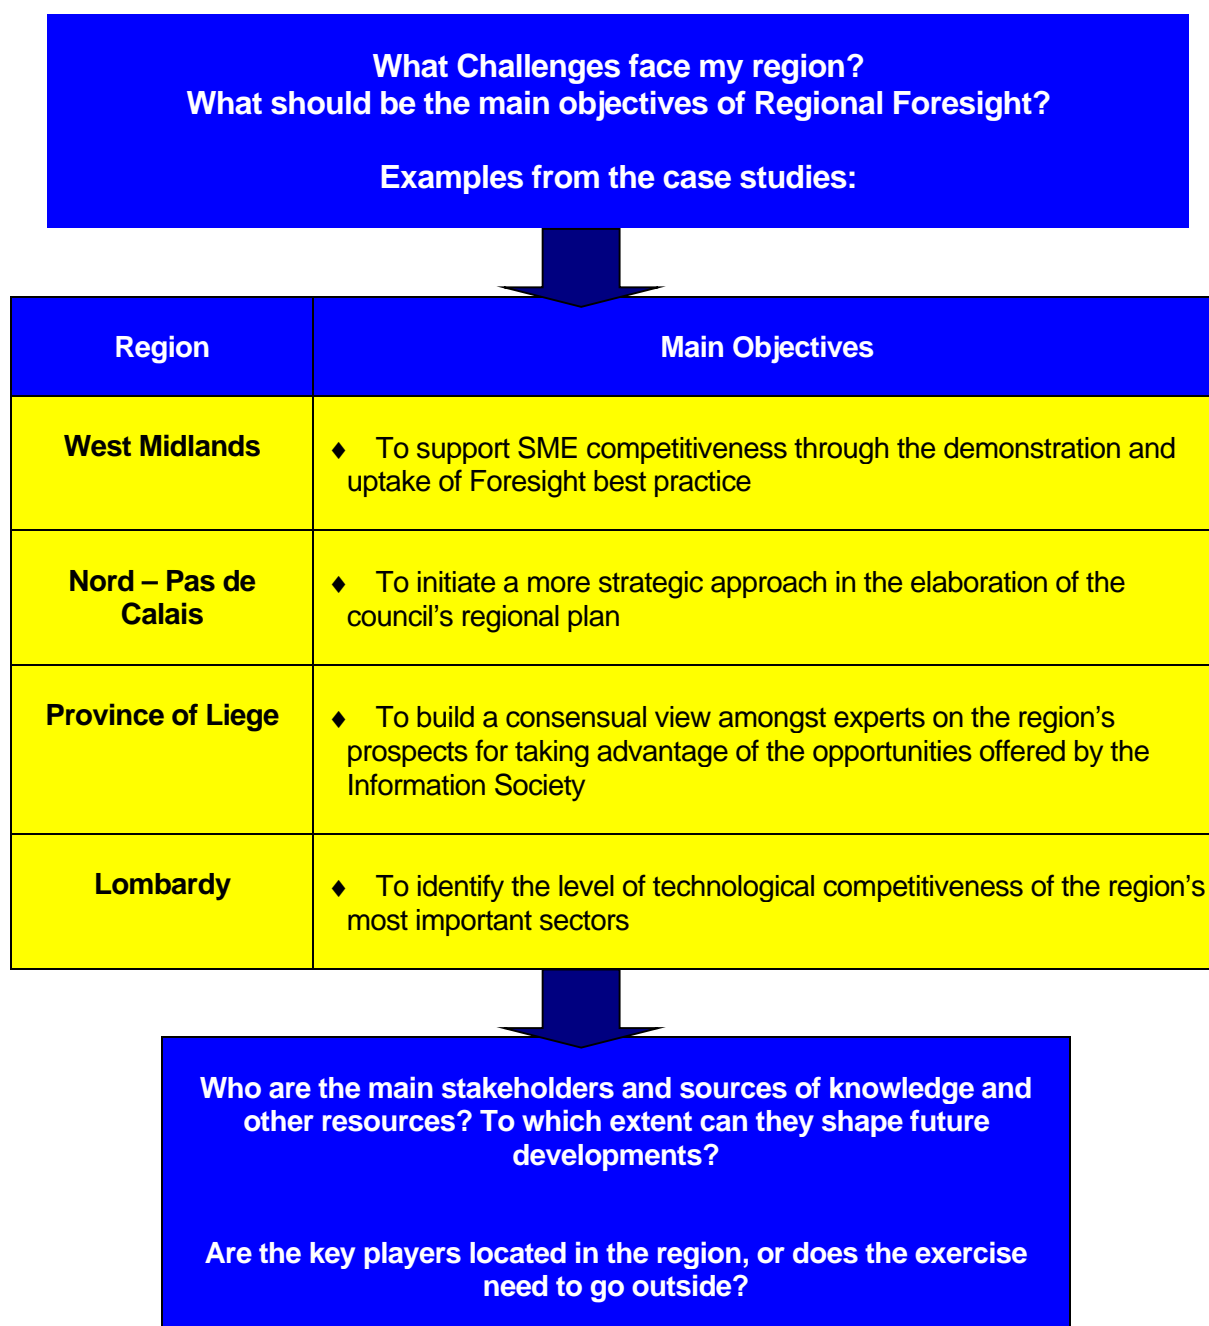 What Challenges face my region?
What should be the main objectives of Regional Foresight?
Examples from the case studies:
Region
Main Objectives
West Midlands
♦ To support SME competitiveness through the demonstration and
uptake of Foresight best practice
Nord – Pas de
Calais
♦ To initiate a more strategic approach in the elaboration of the
council's regional plan
Province of Liege
♦ To build a consensual view amongst experts on the region's
prospects for taking advantage of the opportunities offered by the
Information Society
Lombardy
♦ To identify the level of technological competitiveness of the region's
most important sectors
Who are the main stakeholders and sources of knowledge and
other resources? To which extent can they shape future
developments?
Are the key players located in the region, or does the exercise
need to go outside?